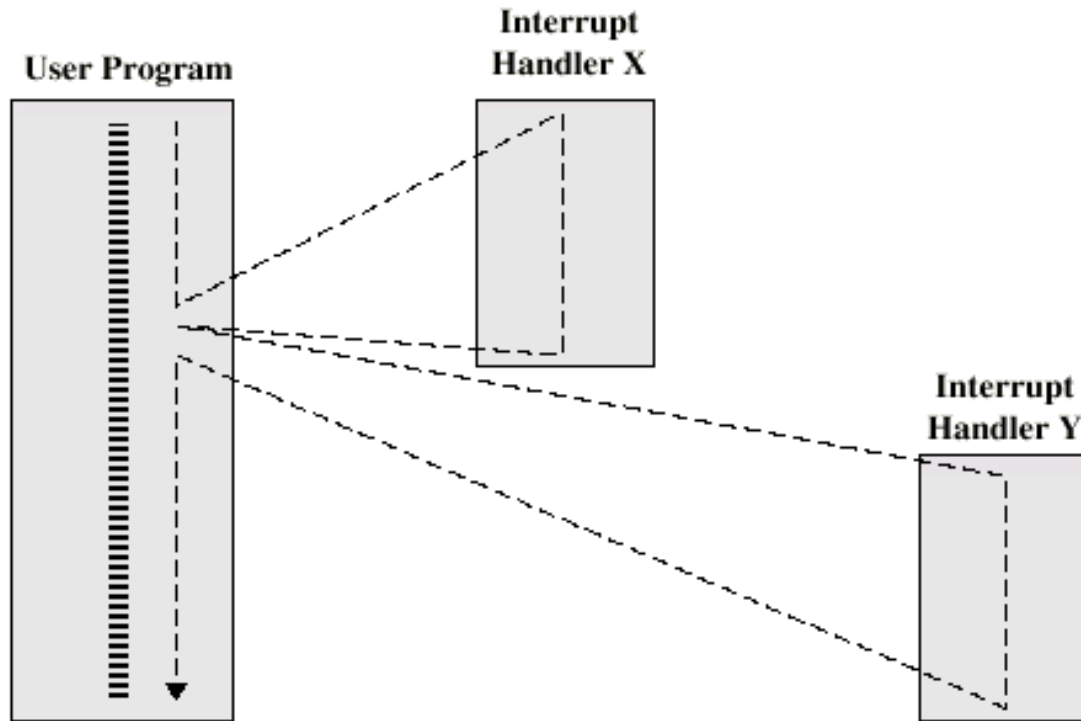 User Program
Interrupt
Handler X
Interrupt
Handler Y